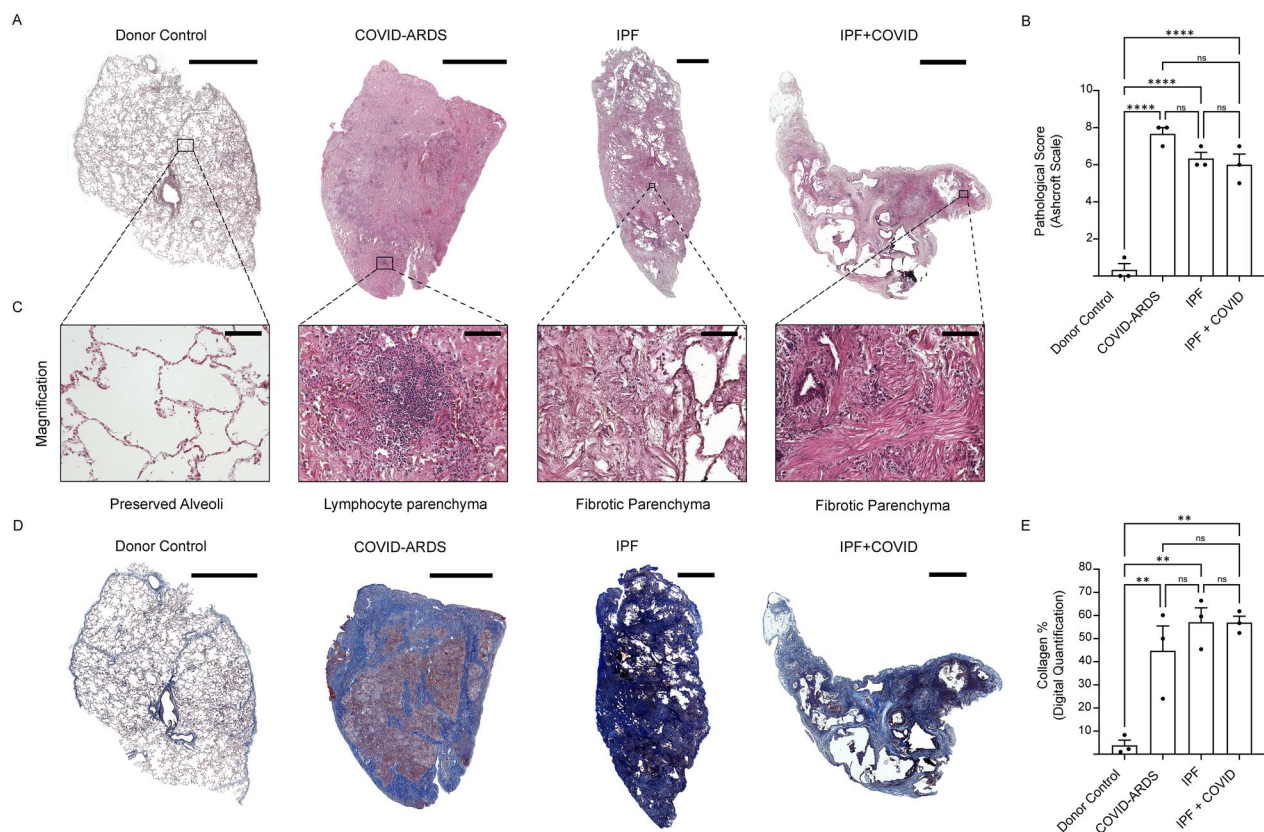 A
Donor Control
COVID-ARDS
IPF
IPF+COVID
B
****
ns
****
****
ns
ns
10
8
6
4
2
Pathological Score
(Ashcroft Scale)
Donor Control
COVID-ARDS
IPF
IPF + COVID
C
Magnification
Preserved Alveoli
Lymphocyte parenchyma
Fibrotic Parenchyma
Fibrotic Parenchyma
D
Donor Control
COVID-ARDS
IPF
IPF+COVID
E
**
ns
**
**
ns
ns
80
70
60
50
40
30
20
10
Collagen %
(Digital Quantification)
Donor Control
COVID-ARDS
IPF
IPF + COVID